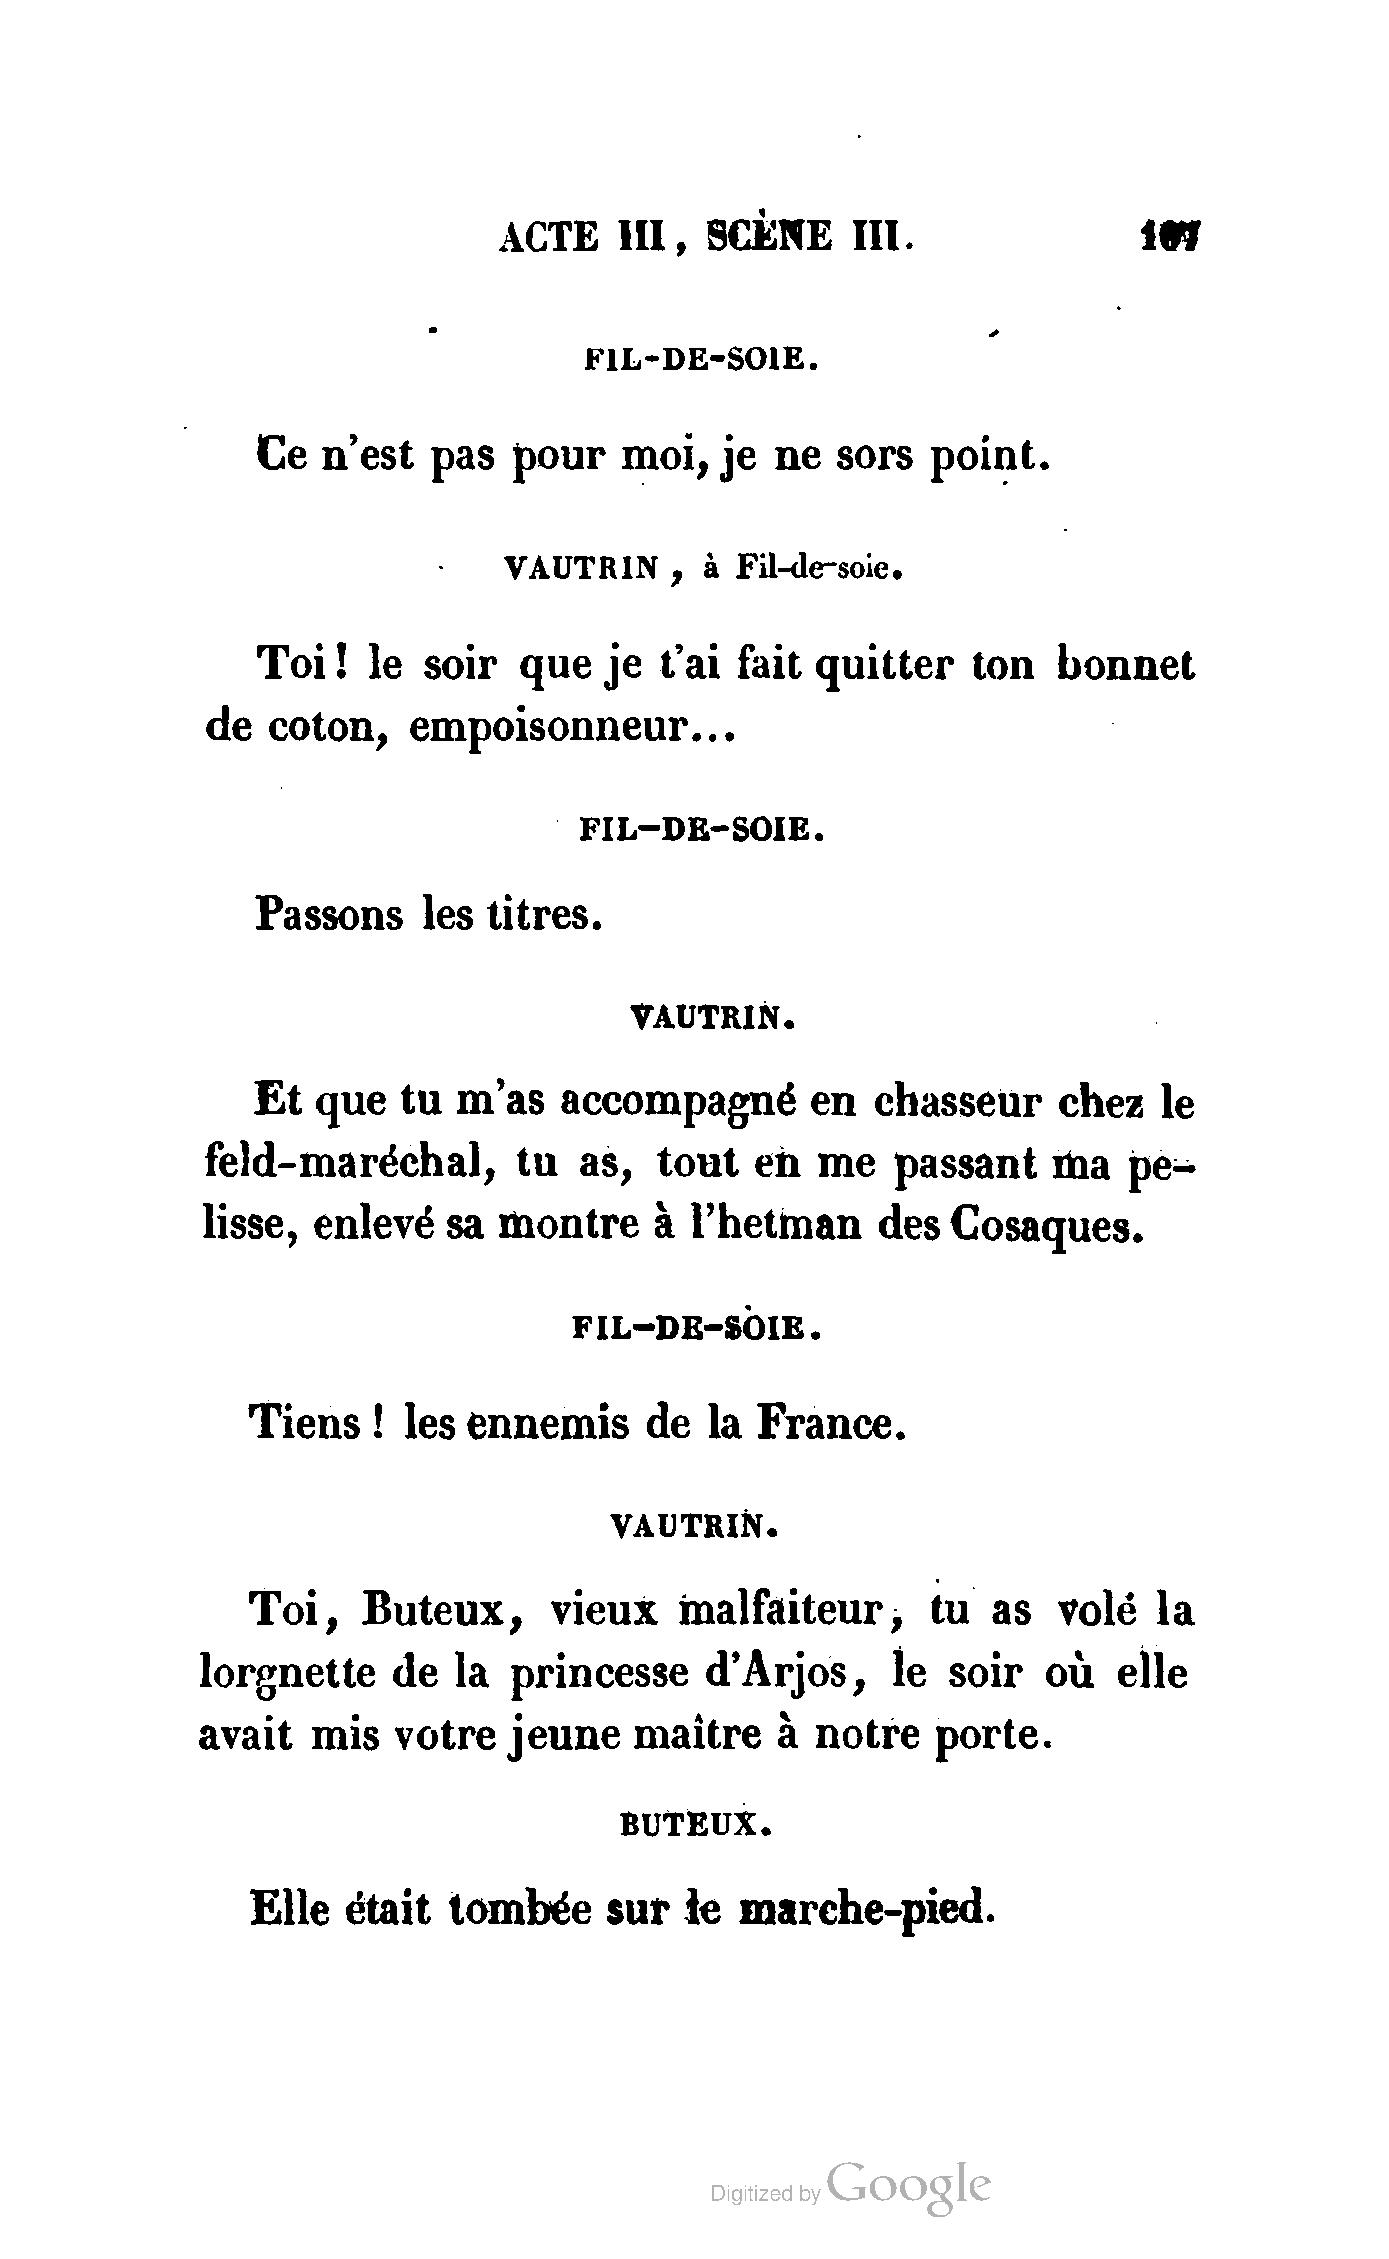 ACTE III, SCÈNE III. 107
FIL-DE-SOIE.
Ce n'est pas pour moi, je ne sors point.
VAUTRIN, à Fil-de-soie.
Toi! le soir que je t'ai fait quitter ton bonnet
de coton, empoisonneur...
FIL-DE-SOIE.
Passons les titres.
VAUTRIN.
Et que tu m'as accompagné en chasseur chez le
feld-maréchal, tu as, tout en me passant ma pe-
lisse, enlevé sa montre à l'hetman des Cosaques.
FIL-DE-SOIE.
Tiens! les ennemis de la France.
VAUTRIN.
Toi, Buteux, vieux malfaiteur, tu as volé la
lorgnette de la princesse d'Arjos, le soir où elle
avait mis votre jeune maître à notre porte.
BUTEUX.
Elle était tombée sur le marche-pied.
Digitized by Google